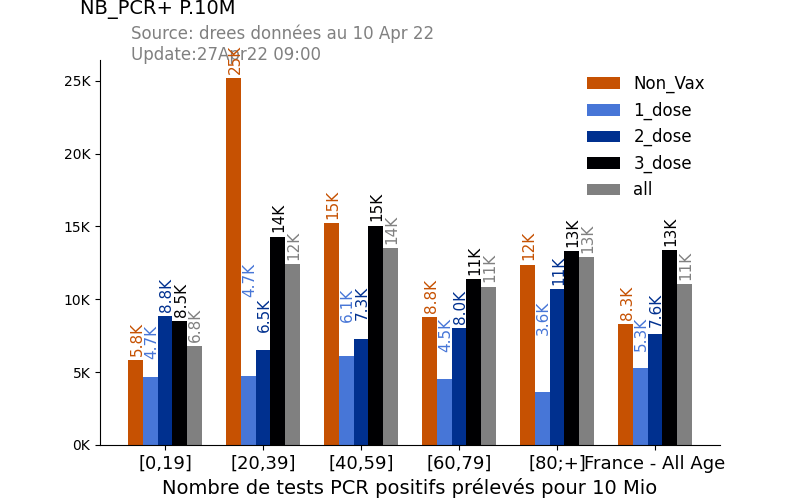 NB_PCR+ P.10M
Source: drees données au 10 Apr 22
Update:27Apr22 09:00
25K
20K
15K
10K
5K
0K
Non_Vax
1_dose
2_dose
3_dose
all
5.8K
4.7K
8.8K
8.5K
6.8K
25K
4.7K
6.5K
14K
12K
15K
6.1K
7.3K
15K
14K
8.8K
4.5K
8.0K
11K
11K
12K
3.6K
11K
13K
13K
8.3K
5.3K
7.6K
13K
11K
[0,19] [20,39] [40,59] [60,79] [80;+] France - All Age
Nombre de tests PCR positifs prélevés pour 10 Mio